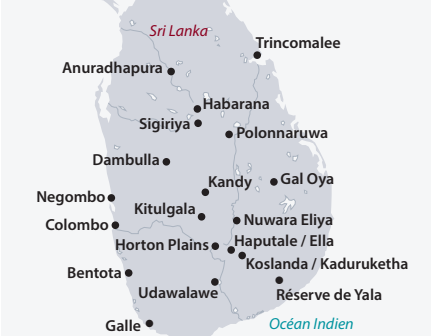 Sri Lanka
Trincomalee
Anuradhapura
Habarana
Sigiriya
Polonnaruwa
Dambulla
Kandy
Gal Oya
Negombo
Kitulgala
Colombo
Nuwara Eliya
Horton Plains
Haputale / Ella
Koslanda / Kaduruketha
Bentota
Udawalawe
Réserve de Yala
Galle
Océan Indien